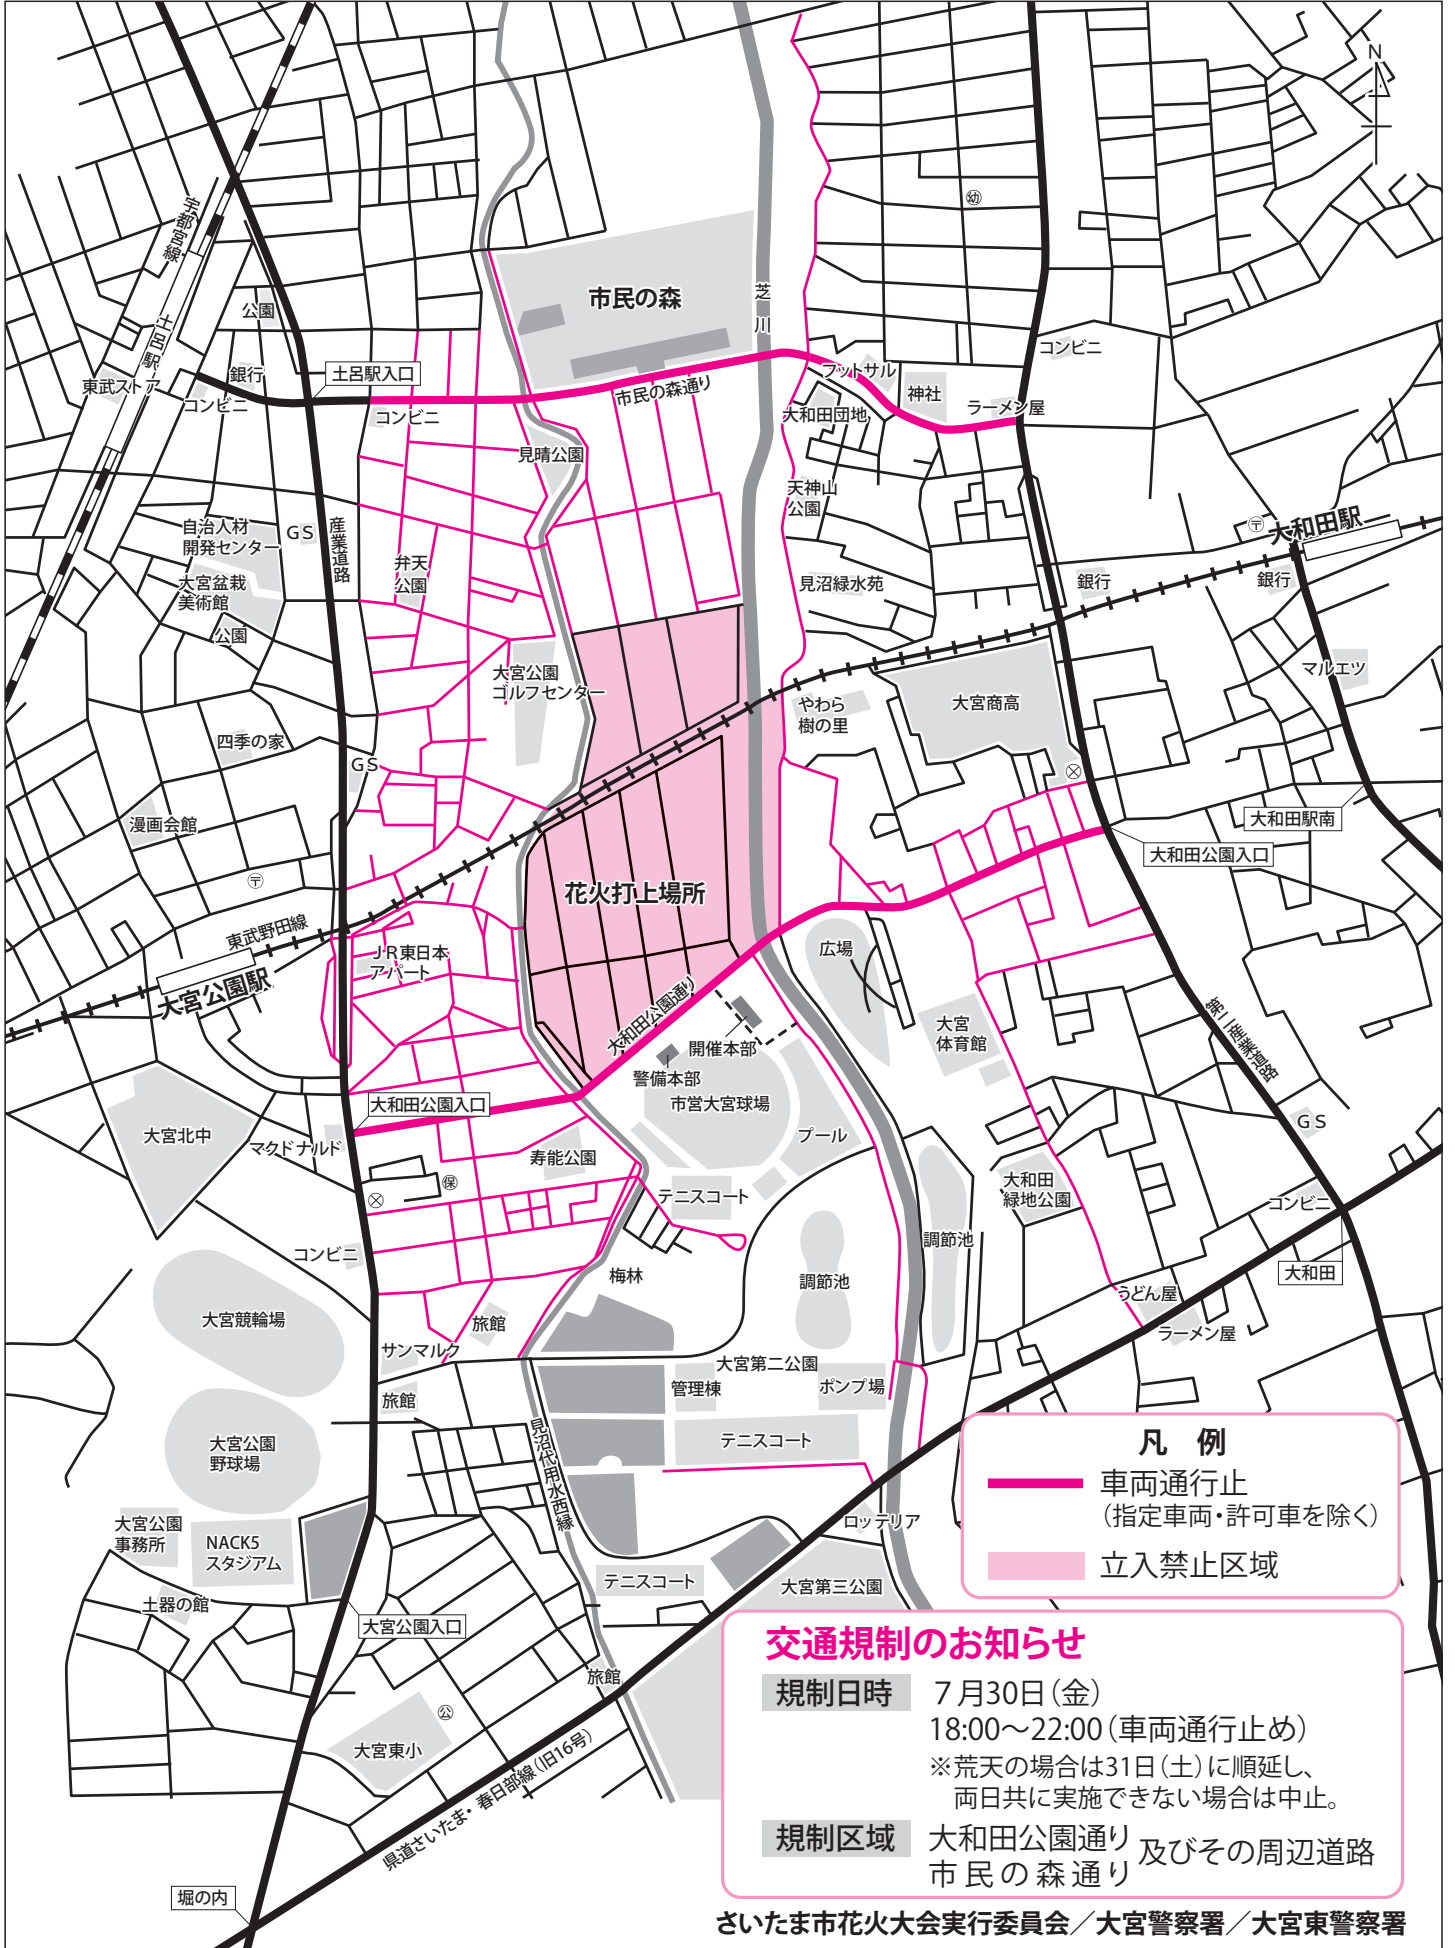 N
宇都宮線
幼
市民の森
芝川
公園
土呂駅
土呂駅入口
銀行
東武ストア
コンビニ
コンビニ
市民の森通り
フットサル
神社
コンビニ
ラーメン屋
大和田団地
見晴公園
天神山
公園
自治人材
開発センター
GS
産業道路
〒
大和田駅
弁天
公園
大宮盆栽
美術館
公園
見沼緑水苑
銀行
銀行
大宮公園
ゴルフセンター
マルエツ
やわら
樹の里
大宮商高
四季の家
GS
漫画会館
大和田駅南
大和田公園入口
〒
花火打上場所
東武野田線
JR東日本
アパート
広場
大宮公園駅
大和田公園通り
第二産業道路
大宮
体育館
開催本部
警備本部
市営大宮球場
大和田公園入口
プール
GS
大宮北中
マクドナルド
寿能公園
保
テニスコート
大和田
緑地公園
コンビニ
コンビニ
調節池
大和田
梅林
調節池
うどん屋
ラーメン屋
大宮競輪場
旅館
サンマルク
大宮第二公園
管理棟
ポンプ場
旅館
見沼代用水西縁
テニスコート
大宮公園
野球場
大宮公園
事務所
NACK5
スタジアム
ロッテリア
テニスコート
大宮第三公園
土器の館
大宮公園入口
旅館
公
大宮東小
県道さいたま・春日部線(旧16号)
堀の内
凡 例
車両通行止
(指定車両・許可車を除く)
立入禁止区域
交通規制のお知らせ
規制日時 7月30日(金)
18:00~22:00(車両通行止め)
※荒天の場合は31日(土)に順延し、
両日共に実施できない場合は中止。
規制区域 大和田公園通り
市民の森通り 及びその周辺道路
さいたま市花火大会実行委員会/大宮警察署/大宮東警察署